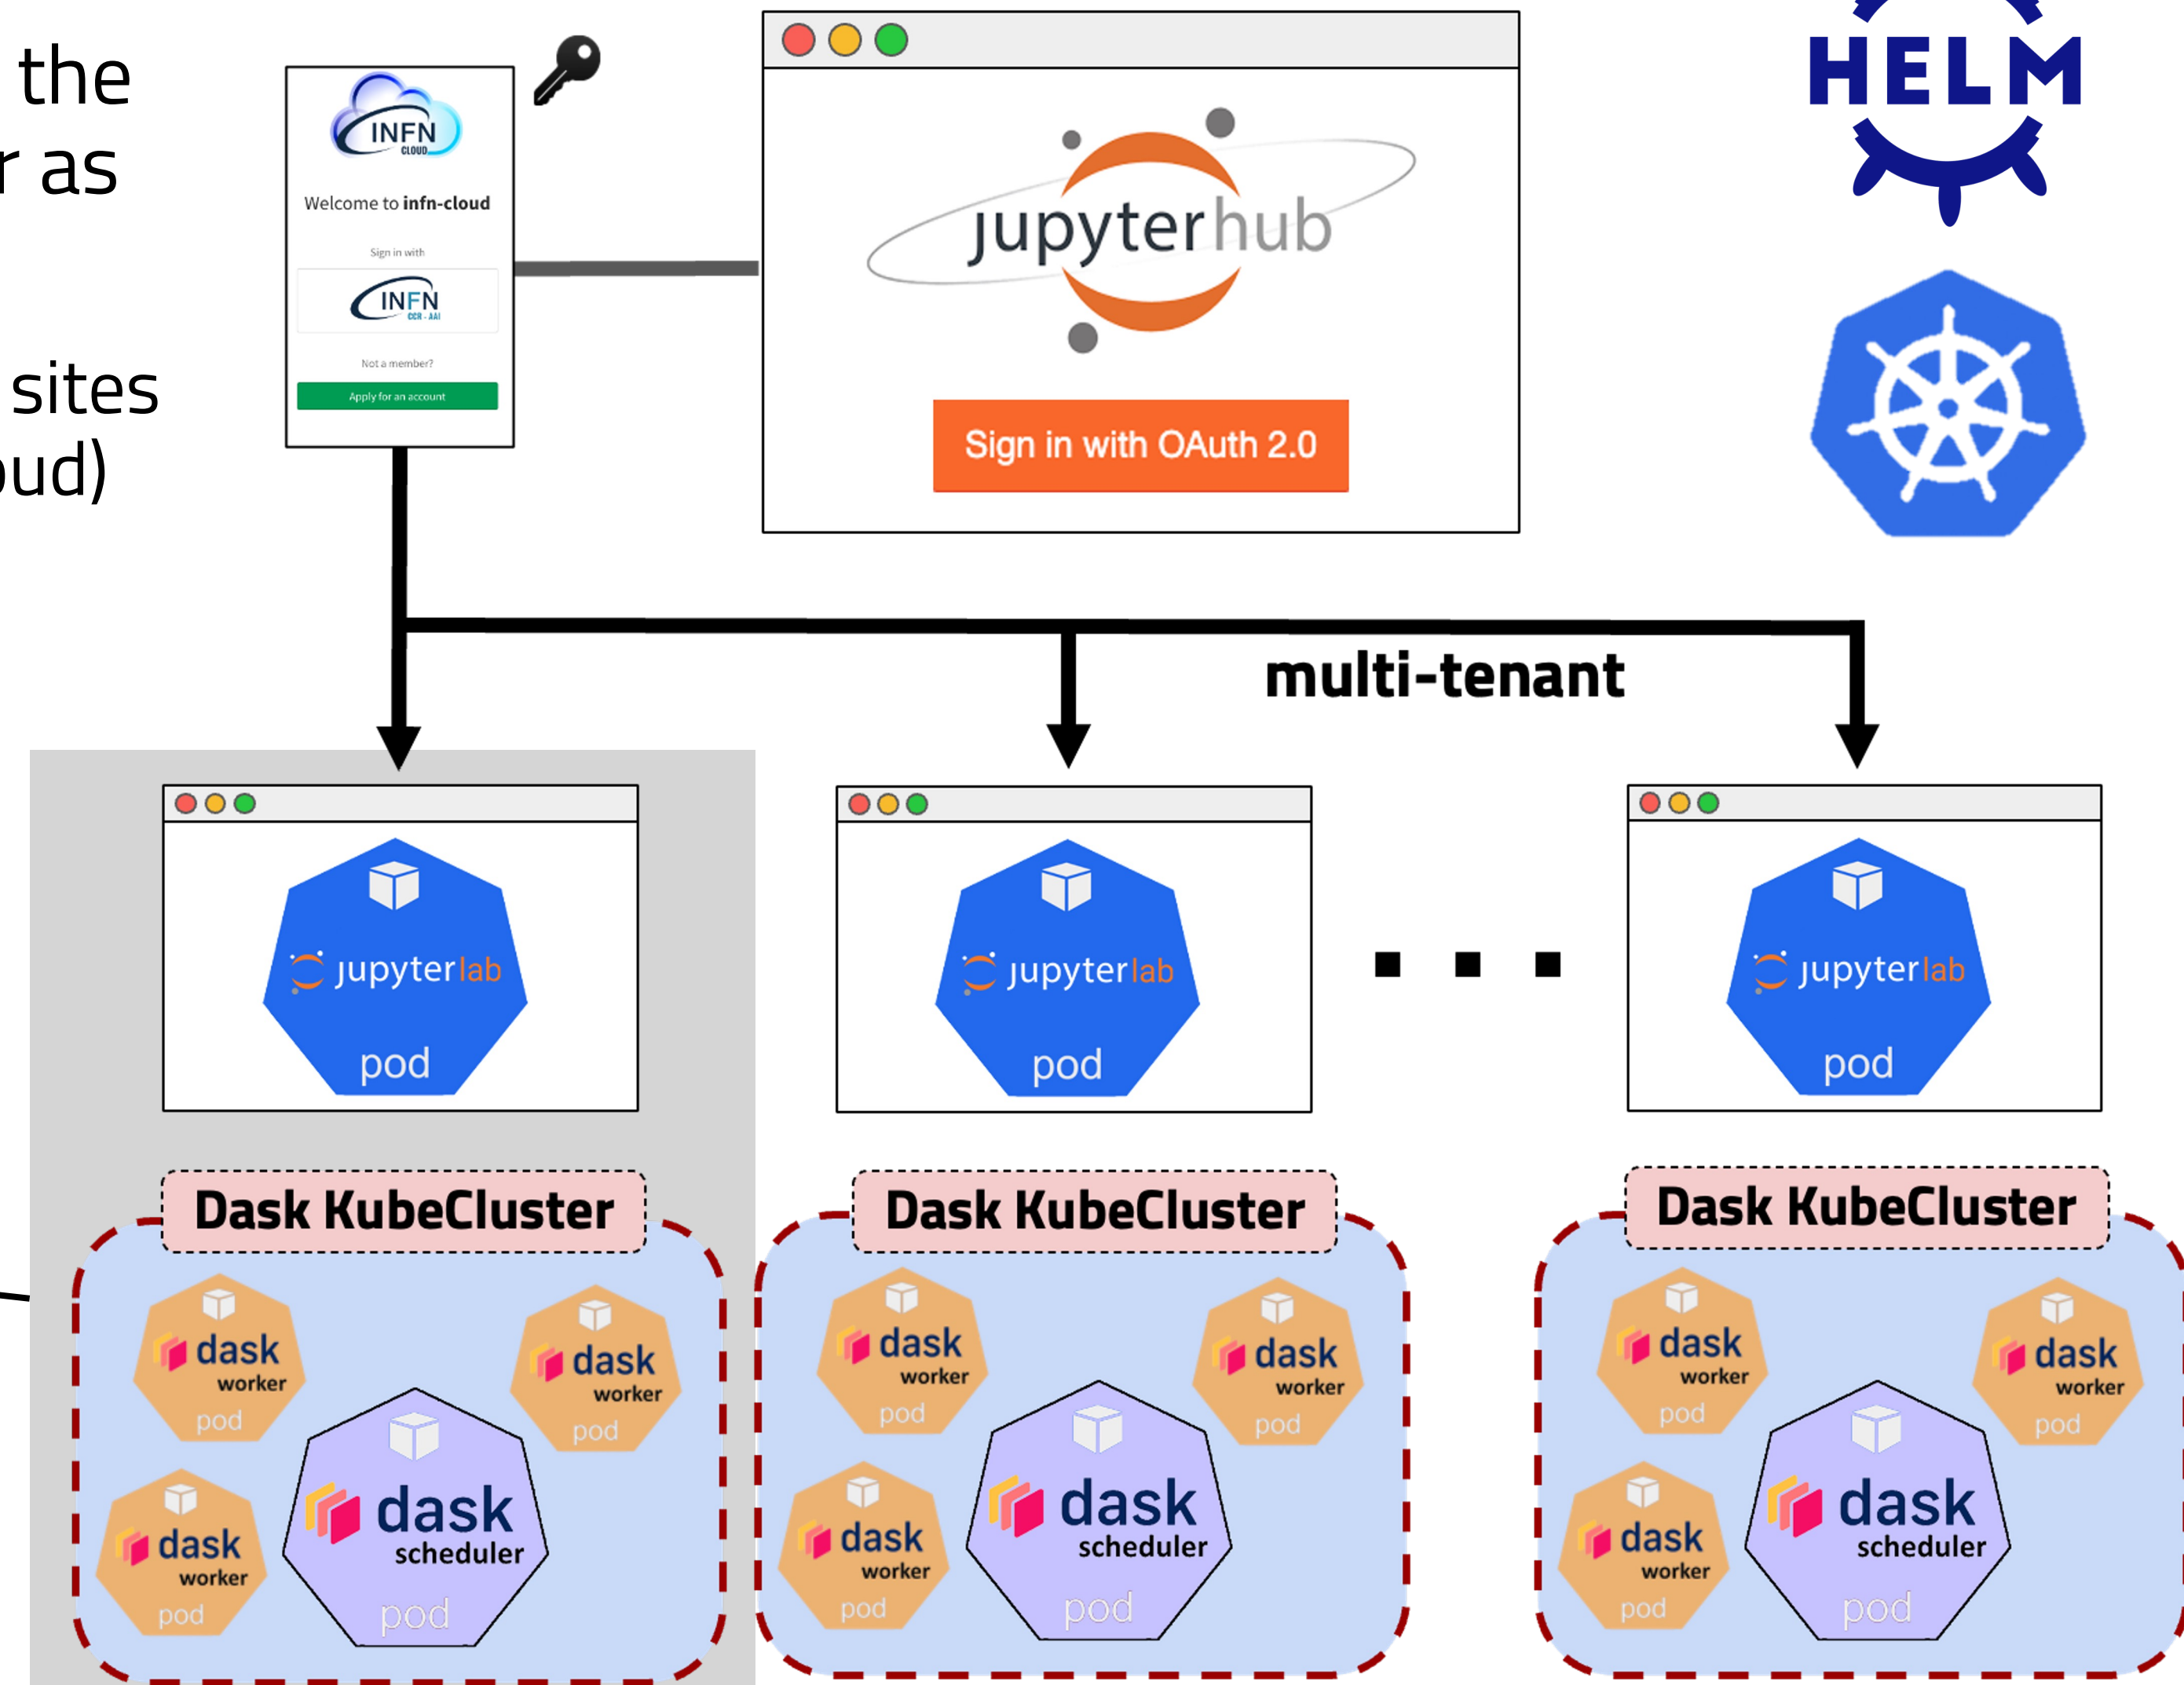 the
r as
sites
oud)
INFN
CLOUD
Welcome to infn-cloud
Sign in with
INFN
CCR - AAI
Not a member?
Apply for an account
jupyterhub
Sign in with OAuth 2.0
HELM
multi-tenant
jupyterlab
pod
jupyterlab
pod
jupyterlab
pod
Dask KubeCluster
dask
worker
pod
dask
worker
pod
dask
worker
pod
dask
scheduler
pod
Dask KubeCluster
dask
worker
pod
dask
worker
pod
dask
worker
pod
dask
scheduler
pod
Dask KubeCluster
dask
worker
pod
dask
worker
pod
dask
worker
pod
dask
scheduler
pod